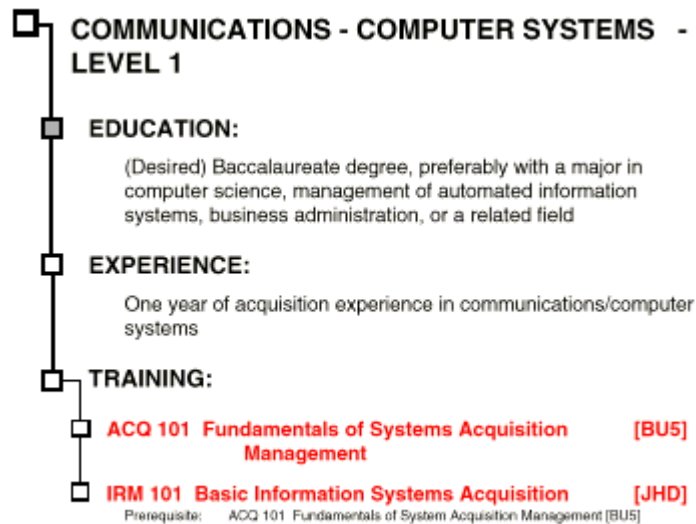 COMMUNICATIONS - COMPUTER SYSTEMS -
LEVEL 1
EDUCATION:
(Desired) Baccalaureate degree, preferably with a major in
computer science, management of automated information
systems, business administration, or a related field
EXPERIENCE:
One year of acquisition experience in communications/computer
systems
TRAINING:
ACQ 101 Fundamentals of Systems Acquisition [BU5]
Management
IRM 101 Basic Information Systems Acquisition [JHD]
Prerequisite: ACQ 101 Fundamentals of System Acquisition Management [BU5]